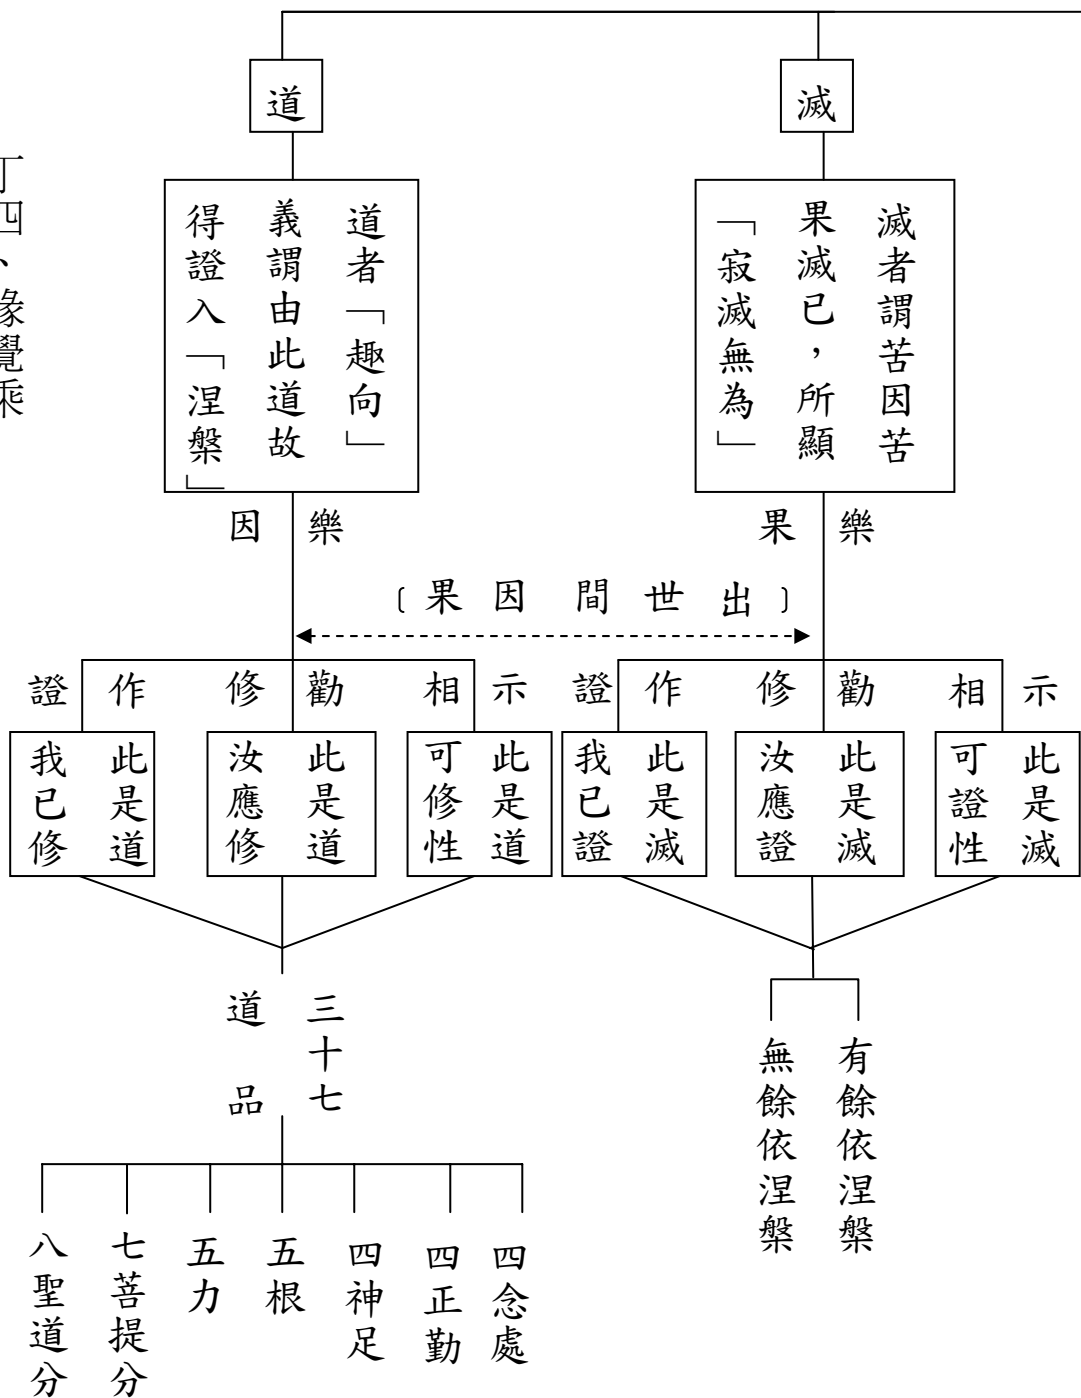 滅
滅者謂苦因苦
果滅已，所顯
「寂滅無為」
樂果
道
道者「趣向」
義謂由此道故
得證入「涅槃」
樂因
〔出世間因果〕
示相
此是滅
可證性
勸修
此是滅
汝應證
作證
此是滅
我已證
有餘依涅槃
無餘依涅槃
示相
此是道
可修性
勸修
此是道
汝應修
作證
此是道
我已修
三十七
道品
四念處
四正勤
四神足
五根
五力
七菩提分
八聖道分
丁四、緣覺乘